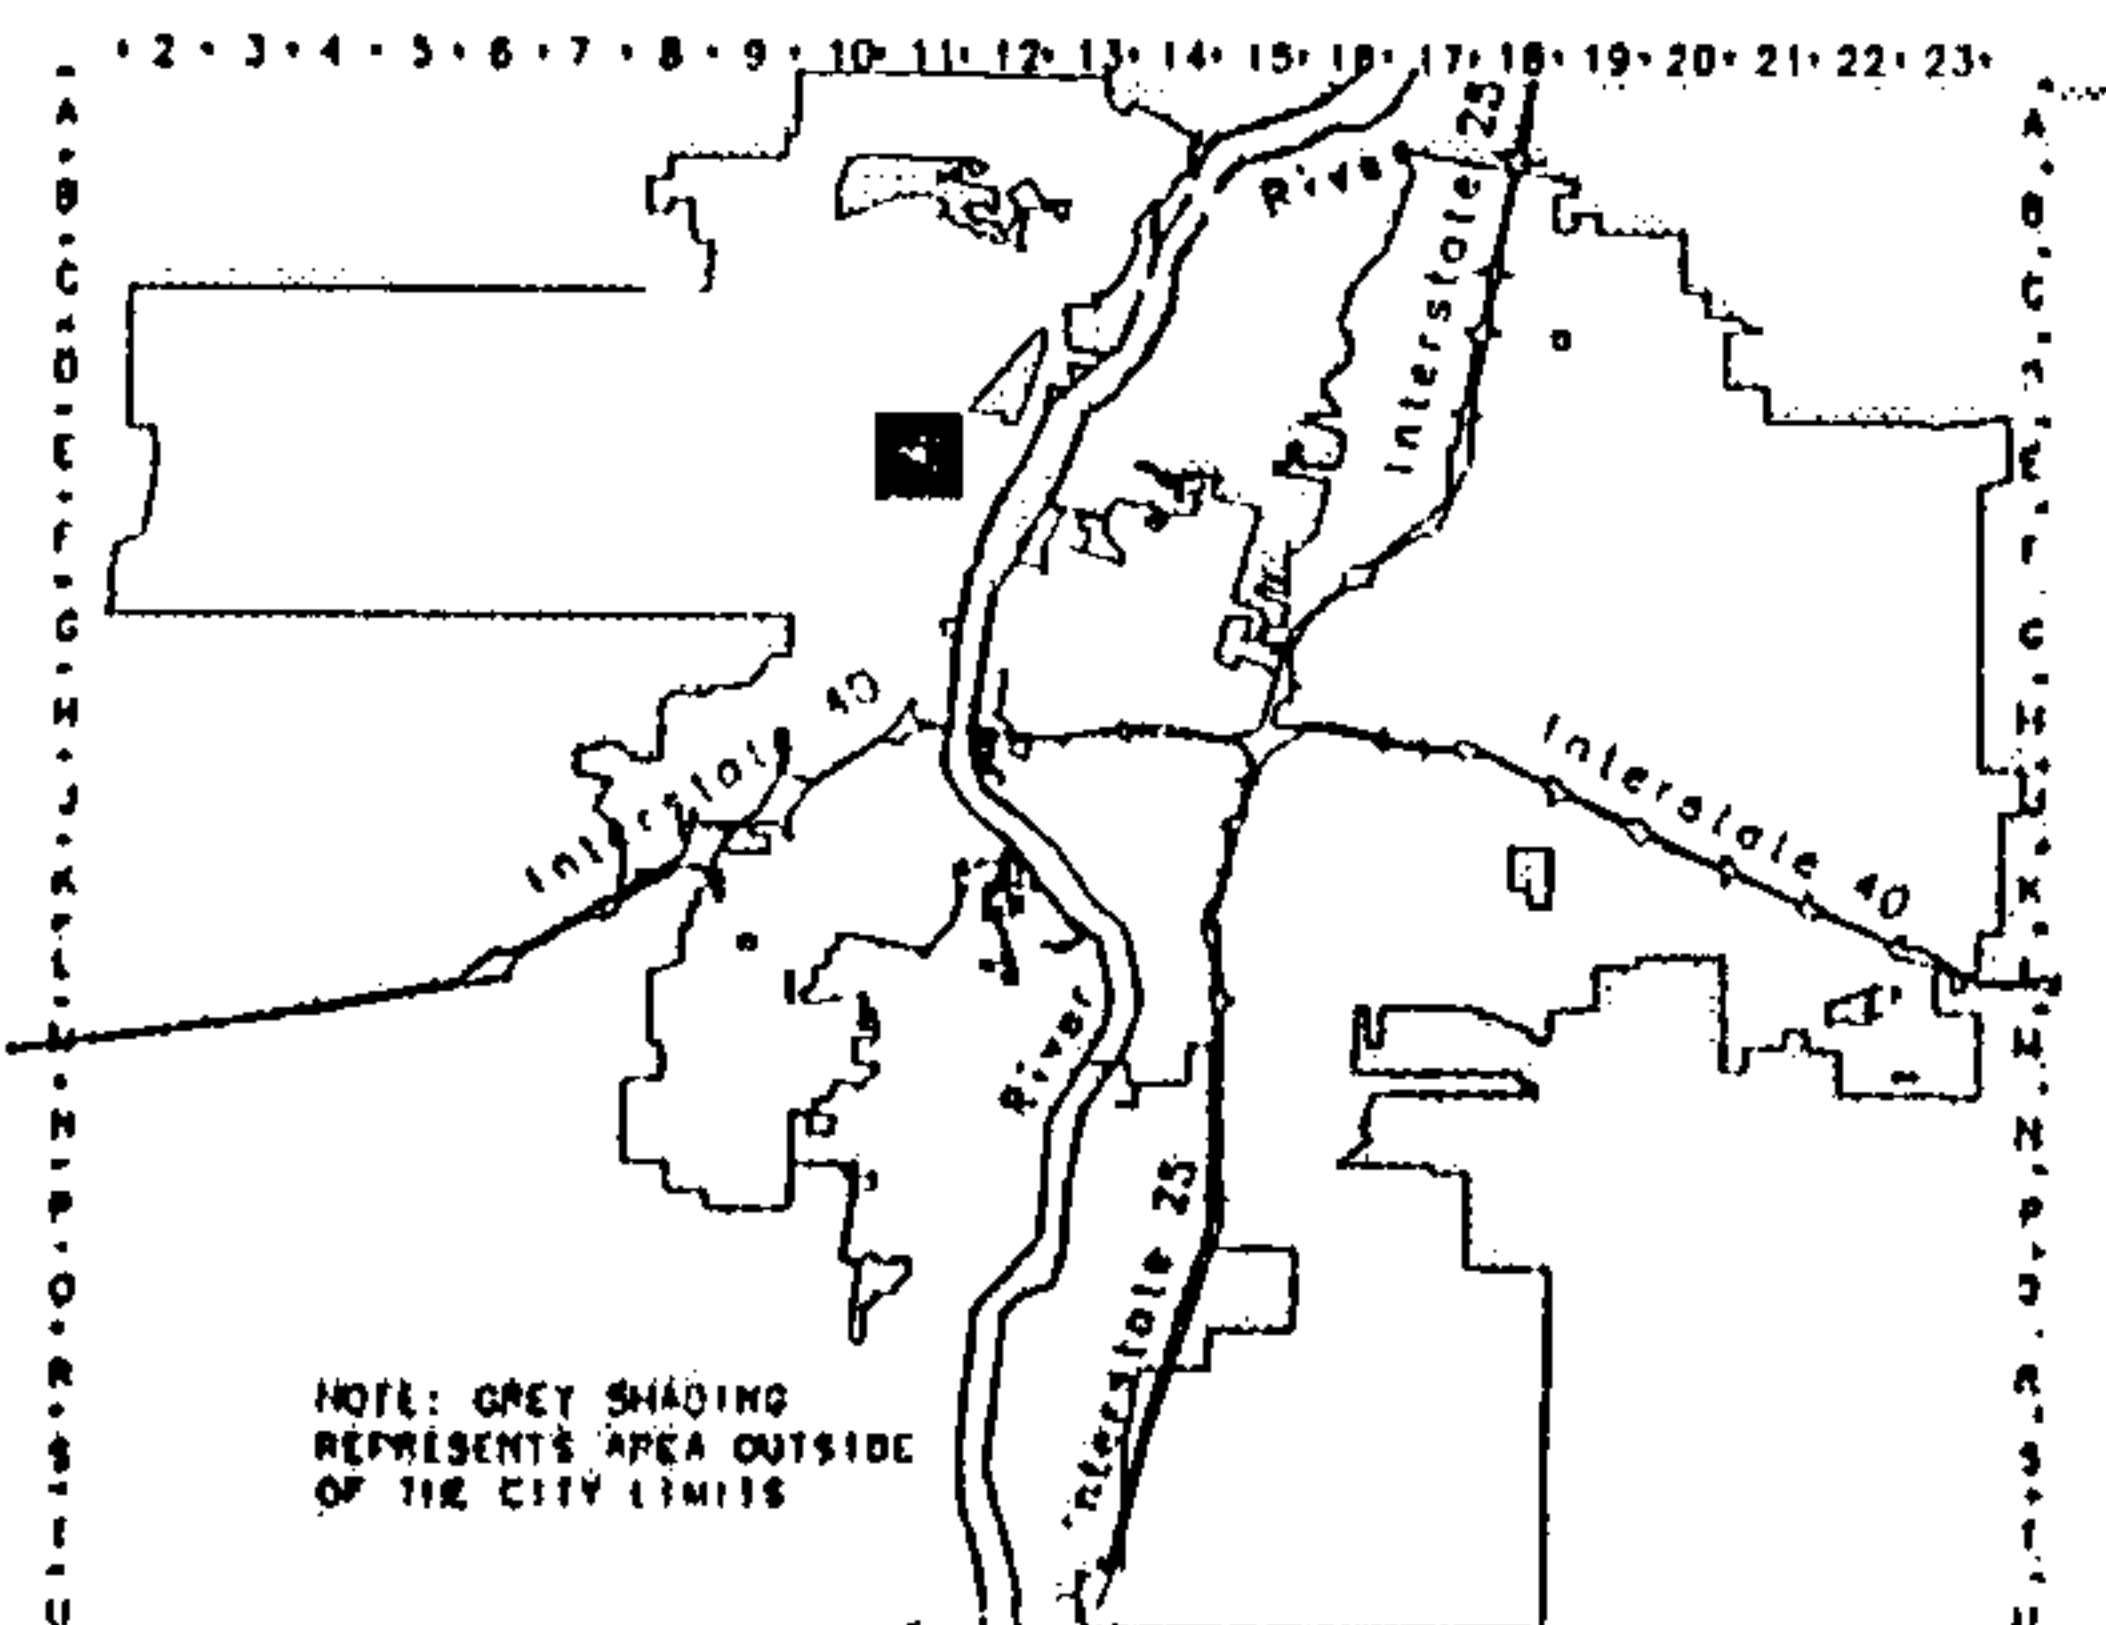 2 3 4 5 6 7 8 9 10 11 12 13 14 15 16 17 18 19 20 21 22 23
A A
B B
C C
D
E E
F F
G G
H H
J J
K K
L L
M M
N N
P P
Q
R R
S S
T T
U U
Interstate 25
40
Interstate 40
River
Interstate 25
NOTE: GREY SHADING
REPRESENTS AREA OUTSIDE
OF THE CITY LIMITS